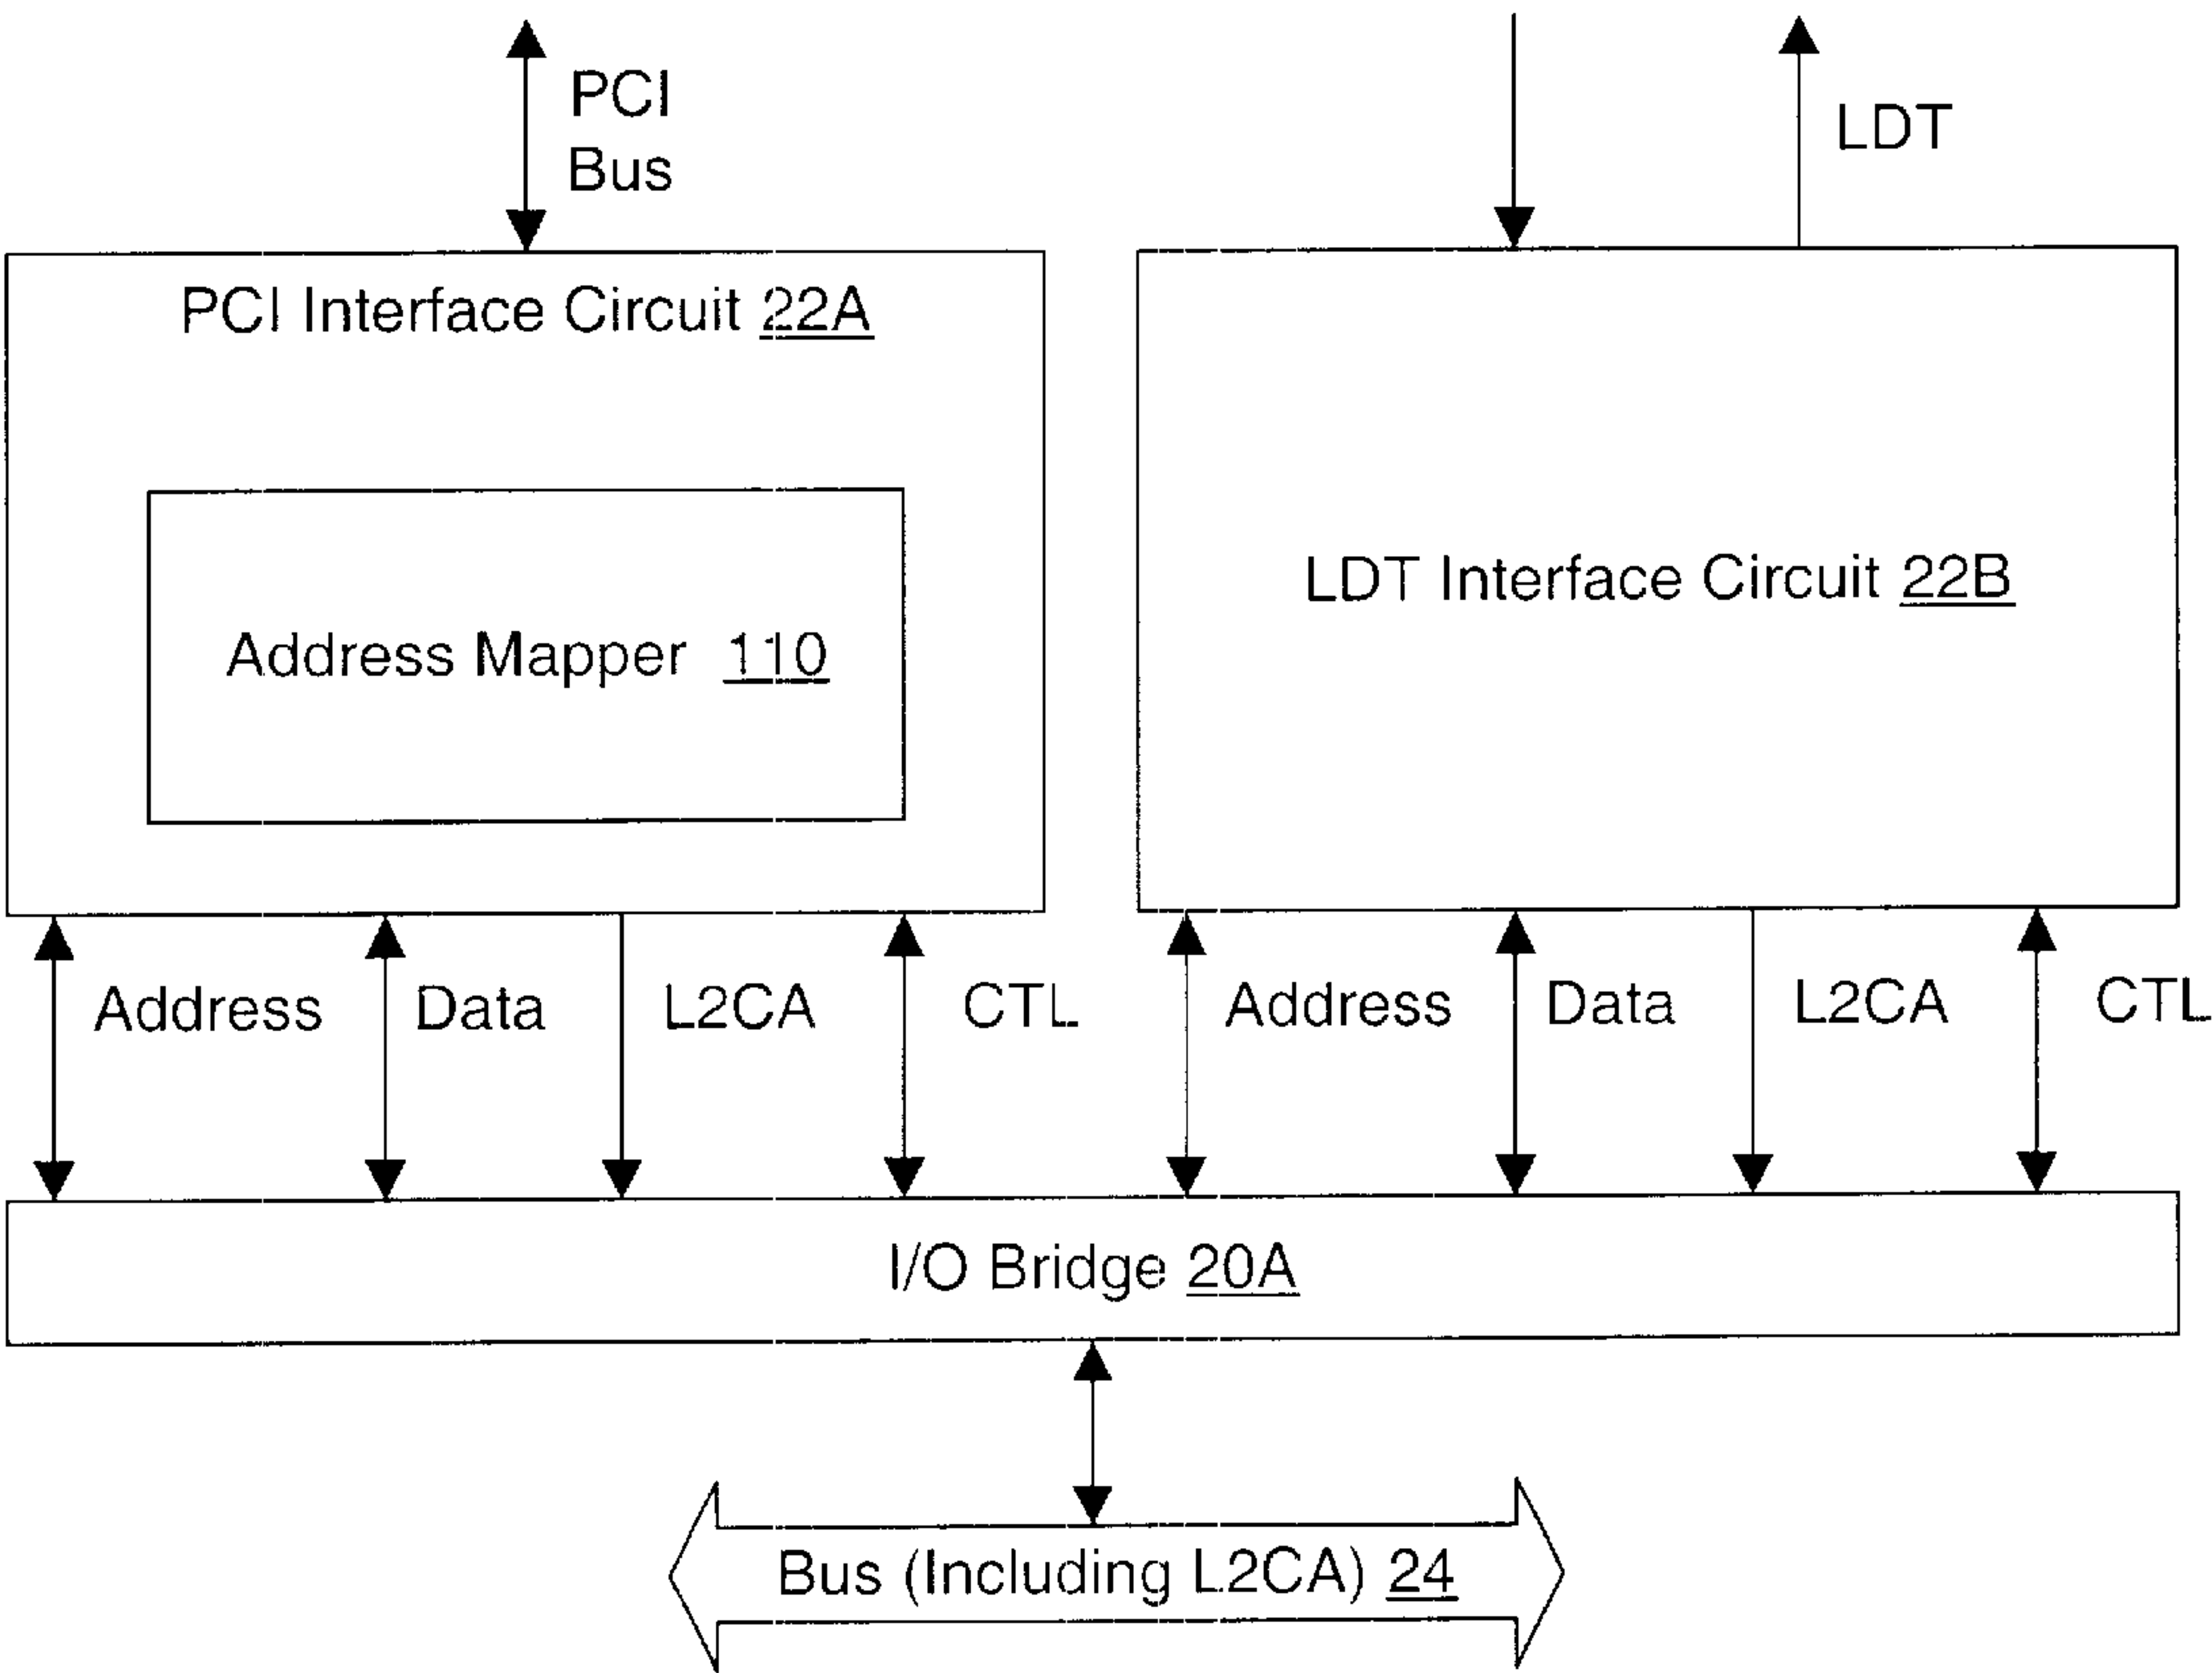 PCI
Bus
LDT
PCI Interface Circuit 22A
LDT Interface Circuit 22B
Address Mapper 110
Address Data L2CA CTL Address Data L2CA CTL
I/O Bridge 20A
Bus (Including L2CA) 24